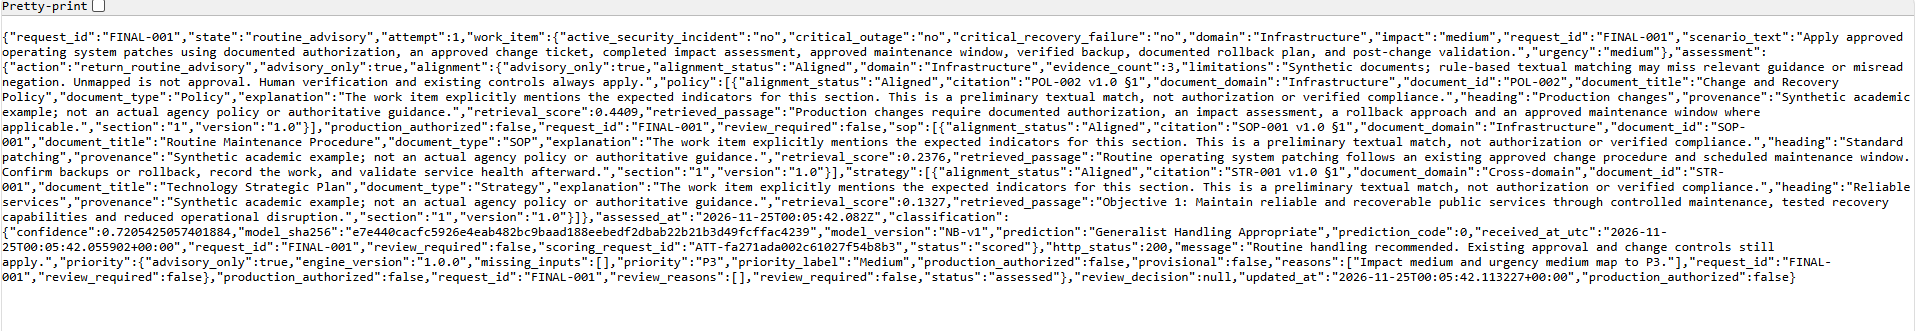 Pretty-print
{"request_id":"FINAL-001","state":"routine_advisory","attempt":1,"work_item":{"active_security_incident":"no","critical_outage":"no","critical_recovery_failure":"no","domain":"Infrastructure","impact":"medium","request_id":"FINAL-001","scenario_text":"Apply approved
operating system patches using documented authorization, an approved change ticket, completed impact assessment, approved maintenance window, verified backup, documented rollback plan, and post-change validation.","urgency":"medium"},"assessment":
{"action":"return_routine_advisory","advisory_only":true,"alignment":{"advisory_only":true,"alignment_status":"Aligned","domain":"Infrastructure","evidence_count":3,"limitations":"Synthetic documents; rule-based textual matching may miss relevant guidance or misread
negation. Unmapped is not approval. Human verification and existing controls always apply.","policy":[{"alignment_status":"Aligned","citation":"POL-002 v1.0 §1","document_domain":"Infrastructure","document_id":"POL-002","document_title":"Change and Recovery
Policy","document_type":"Policy","explanation":"The work item explicitly mentions the expected indicators for this section. This is a preliminary textual match, not authorization or verified compliance.","heading":"Production changes","provenance":"Synthetic academic
example; not an actual agency policy or authoritative guidance.","retrieval_score":0.4409,"retrieved_passage":"Production changes require documented authorization, an impact assessment, a rollback approach and an approved maintenance window where
applicable.","section":"1","version":"1.0"}],"production_authorized":false,"request_id":"FINAL-001","review_required":false,"sop":[{"alignment_status":"Aligned","citation":"SOP-001 v1.0 §1","document_domain":"Infrastructure","document_id":"SOP-
001","document_title":"Routine Maintenance Procedure","document_type":"SOP","explanation":"The work item explicitly mentions the expected indicators for this section. This is a preliminary textual match, not authorization or verified compliance.","heading":"Standard
patching","provenance":"Synthetic academic example; not an actual agency policy or authoritative guidance.","retrieval_score":0.2376,"retrieved_passage":"Routine operating system patching follows an existing approved change procedure and scheduled maintenance window.
Confirm backups or rollback, record the work, and validate service health afterward.","section":"1","version":"1.0"}],"strategy":[{"alignment_status":"Aligned","citation":"STR-001 v1.0 §1","document_domain":"Cross-domain","document_id":"STR-
001","document_title":"Technology Strategic Plan","document_type":"Strategy","explanation":"The work item explicitly mentions the expected indicators for this section. This is a preliminary textual match, not authorization or verified compliance.","heading":"Reliable
services","provenance":"Synthetic academic example; not an actual agency policy or authoritative guidance.","retrieval_score":0.1327,"retrieved_passage":"Objective 1: Maintain reliable and recoverable public services through controlled maintenance, tested recovery
capabilities and reduced operational disruption.","section":"1","version":"1.0"}]},"assessed_at":"2026-11-25T00:05:42.082Z","classification":
{"confidence":0.7205425057401884,"model_sha256":"e7e440cacfc5926e4eab482bc9baad188eebedf2dbab22b21b3d49fcffac4239","model_version":"NB-v1","prediction":"Generalist Handling Appropriate","prediction_code":0,"received_at_utc":"2026-11-
25T00:05:42.055902+00:00","request_id":"FINAL-001","review_required":false,"scoring_request_id":"ATT-fa271ada002c61027f54b8b3","status":"scored"},"http_status":200,"message":"Routine handling recommended. Existing approval and change controls still
apply.","priority":{"advisory_only":true,"engine_version":"1.0.0","missing_inputs":[],"priority":"P3","priority_label":"Medium","production_authorized":false,"provisional":false,"reasons":["Impact medium and urgency medium map to P3."],"request_id":"FINAL-
001","review_required":false},"production_authorized":false,"request_id":"FINAL-001","review_reasons":[],"review_required":false,"status":"assessed"},"review_decision":null,"updated_at":"2026-11-25T00:05:42.113227+00:00","production_authorized":false}